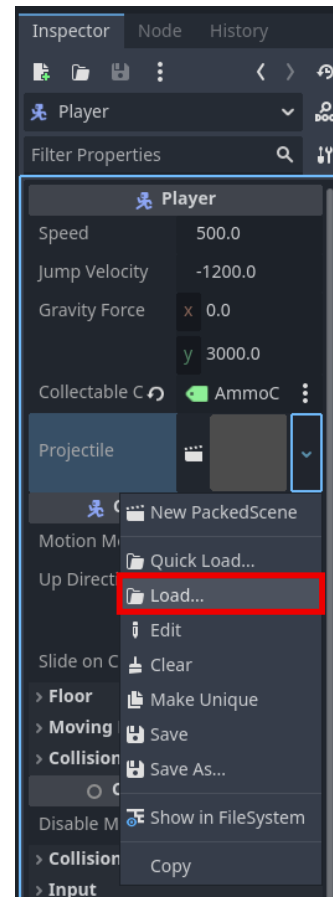 Inspector Node History
Player
DOC
Filter Properties
Player
Speed 500.0
Jump Velocity -1200.0
Gravity Force x 0.0
y 3000.0
Collectable C AmmoC
Projectile
New PackedScene
Motion M
Quick Load...
Up Directi
Load...
Edit
Slide on C
Clear
> Floor
Make Unique
> Moving
Save
> Collision
Save As...
Disable M
Show in FileSystem
> Collision
Copy
> Input